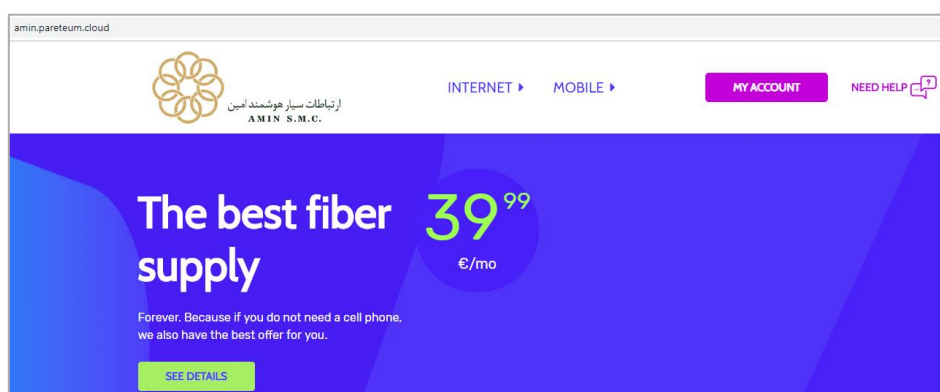 amin.pareteum.cloud
ارتباطات سیار هوشمند امین
AMIN S.M.C.
INTERNET
MOBILE
MY ACCOUNT
NEED HELP
?
The best fiber
supply
39 99
€/mo
Forever. Because if you do not need a cell phone,
we also have the best offer for you.
SEE DETAILS